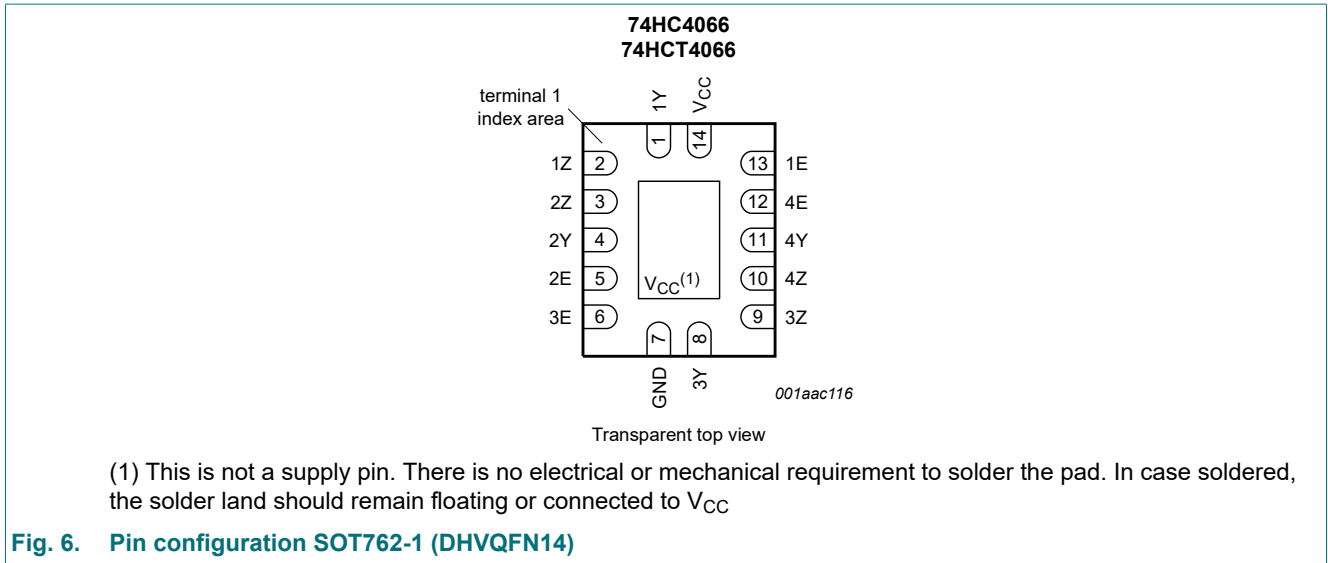 74HC4066
74HCT4066
terminal 1
index area
1Y
VCC
1
14
1Z 2
13 1E
2Z 3
12 4E
2Y 4
11 4Y
2E 5
VCC(1)
10 4Z
3E 6
9 3Z
7
8
GND
3Y
001aac116
Transparent top view
(1) This is not a supply pin. There is no electrical or mechanical requirement to solder the pad. In case soldered,
the solder land should remain floating or connected to VCC
Fig. 6. Pin configuration SOT762-1 (DHVQFN14)